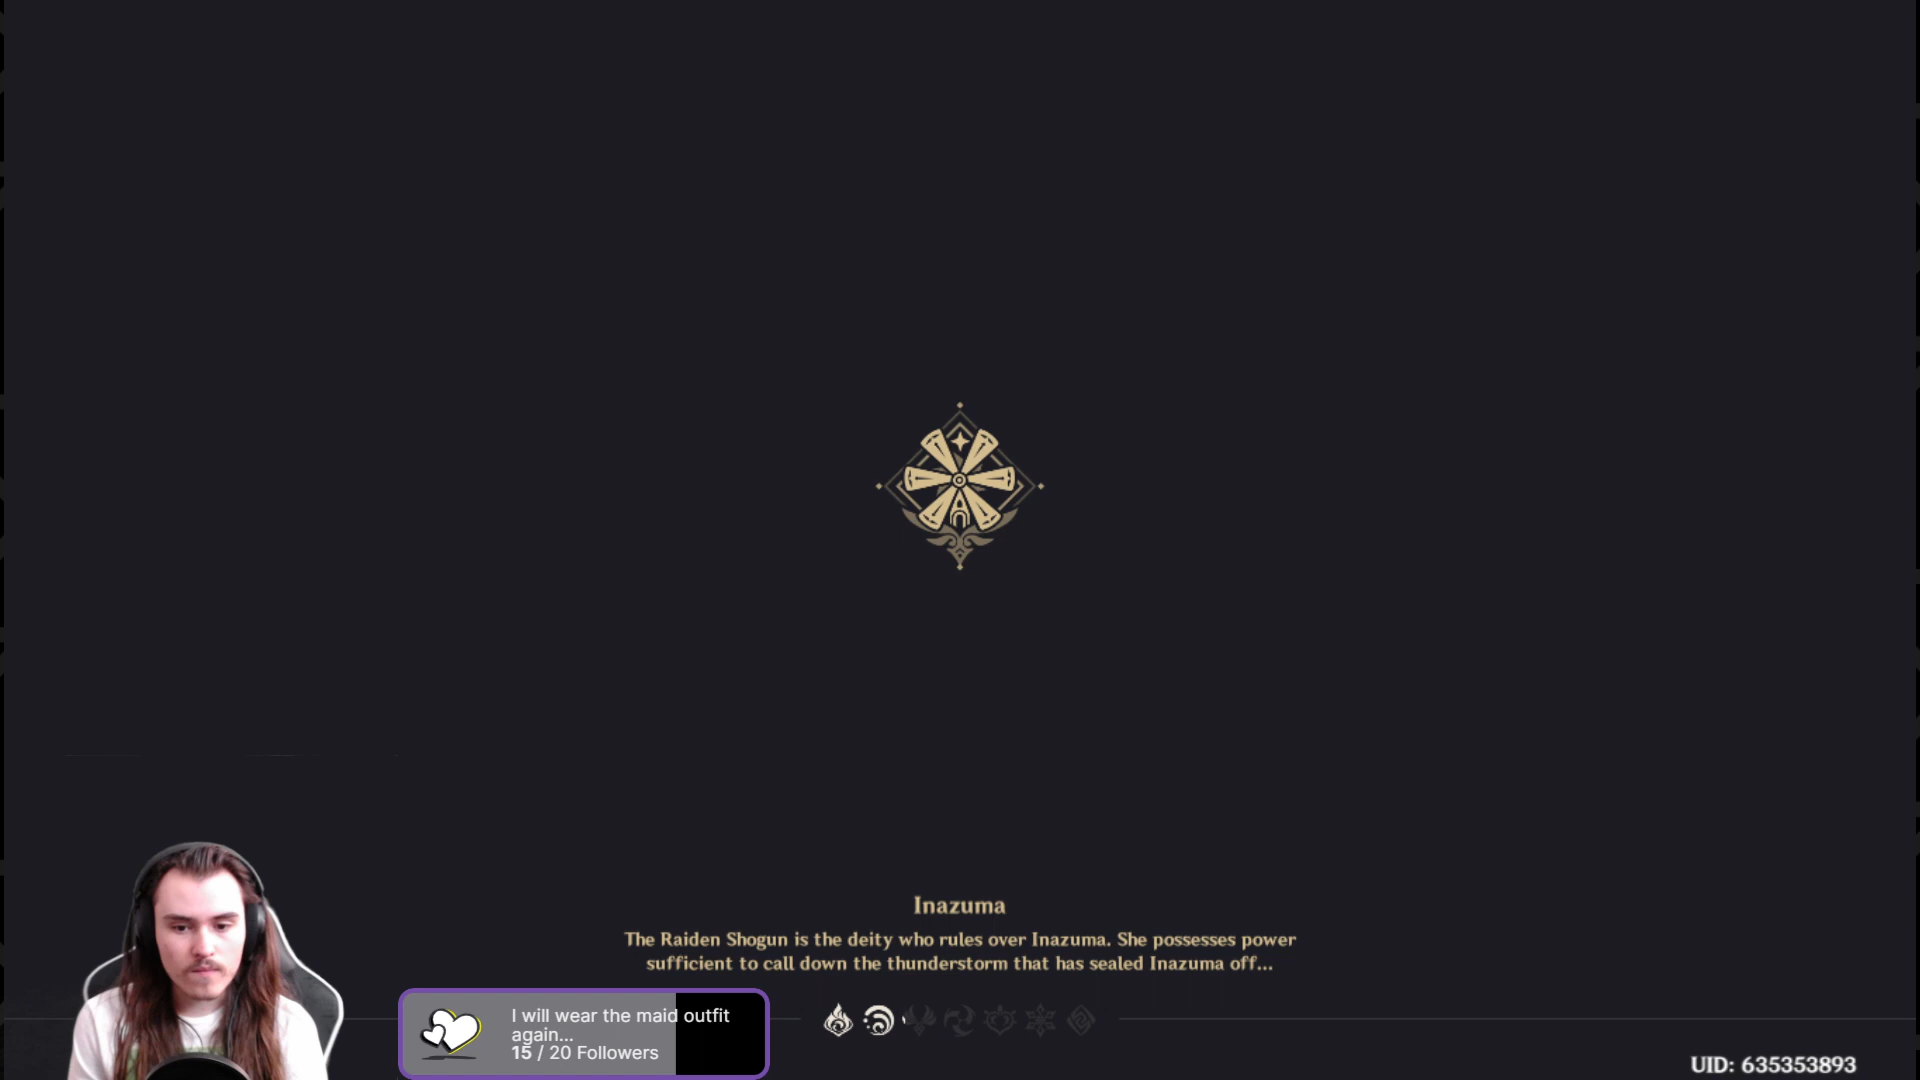 Inazuma
The Raiden Shogun is the deity who rules over Inazuma. She possesses power
sufficient to call down the thunderstorm that has sealed Inazuma off...
I will wear the maid outfit
again...
15 / 20 Followers
UID: 635353893